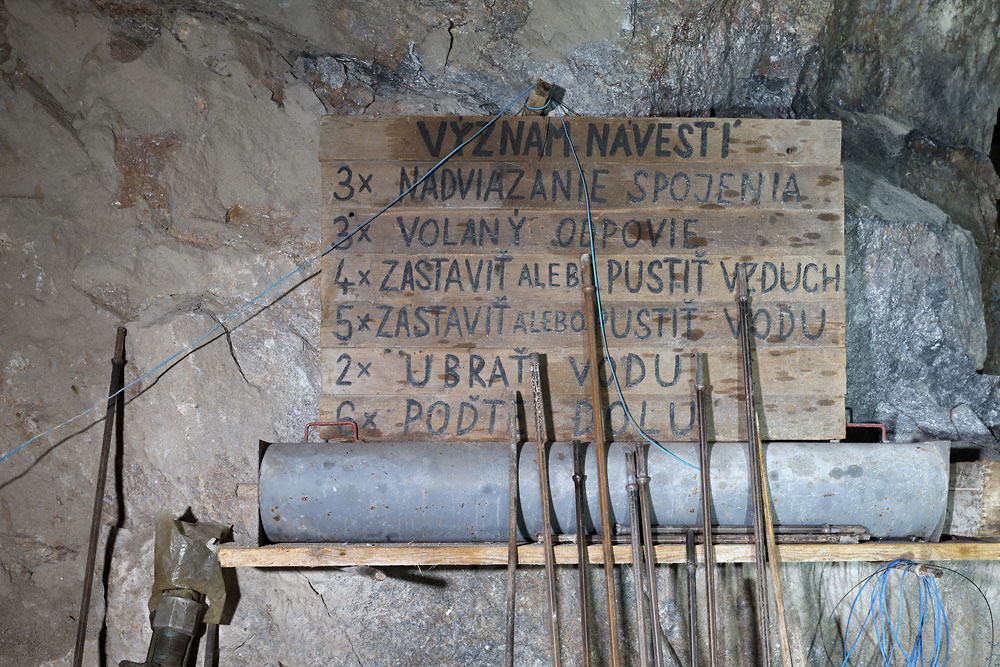 VÝZNAM NÁVESTÍ
3× NADVIAZANIE SPOJENIA
3× VOLANÝ ODPOVIE
4× ZASTAVIŤ ALEBO PUSTIŤ VZDUCH
5× ZASTAVIŤ ALEBO PUSTIŤ VODU
2× UBRAŤ VODU
6× POĎTE DOLU